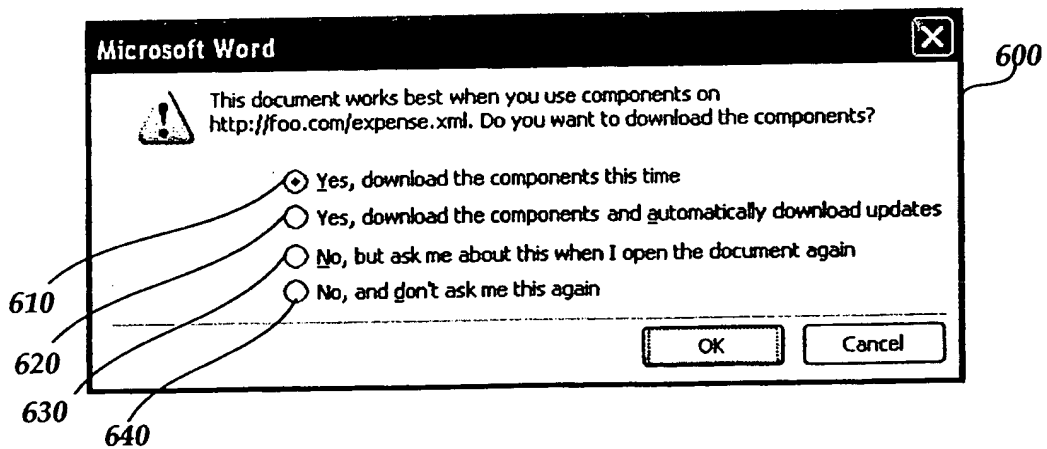 Microsoft Word
600
This document works best when you use components on
http://foo.com/expense.xml. Do you want to download the components?
Yes, download the components this time
Yes, download the components and automatically download updates
No, but ask me about this when I open the document again
No, and don't ask me this again
610
OK
Cancel
620
630
640